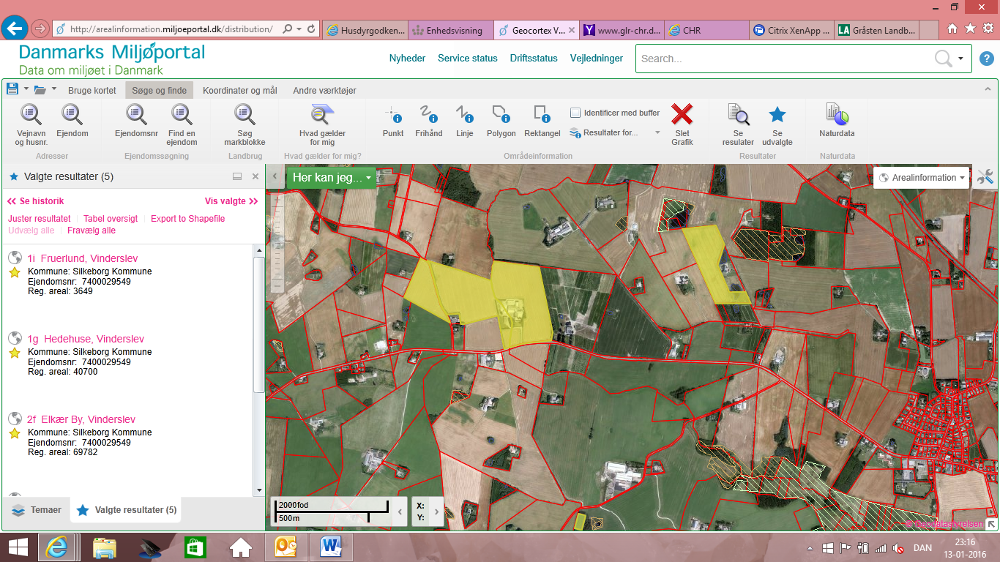 http://arealinformation.miljoeportal.dk/distribution/
Husdyrgodken...
Enhedsvisning
Geocortex V...
www.glr-chr.d...
CHR
Citrix XenApp ...
LA Gråsten Landb...
Danmarks Miljøportal
Data om miljøet i Danmark
Nyheder Service status Driftsstatus Vejledninger
Search...
Bruge kortet Søge og finde Koordinater og mål Andre værktøjer
Vejnavn og husnr.
Ejendom
Adresser
Ejendomsnr
Find en ejendom
Ejendomssøgning
Søg markblokke
Landbrug
Hvad gælder for mig
Hvad gælder for mig?
Punkt
Frihånd
Linje
Polygon
Rektangel
Identificer med buffer
Resultater for...
Slet Grafik
Områdeinformation
Se resulater
Se udvalgte
Resultater
Naturdata
Naturdata
Valgte resultater (5)
Her kan jeg...
Arealinformation
Se historik Vis valgte
Juster resultatet Tabel oversigt Export to Shapefile
Udvælg alle Fravælg alle
1i Fruerlund, Vinderslev
Kommune: Silkeborg Kommune
Ejendomsnr: 7400029549
Reg. areal: 3649
1g Hedehuse, Vinderslev
Kommune: Silkeborg Kommune
Ejendomsnr: 7400029549
Reg. areal: 40700
2f Elkær By, Vinderslev
Kommune: Silkeborg Kommune
Ejendomsnr: 7400029549
Reg. areal: 69782
Temaer Valgte resultater (5)
2000fod
500m
X:
Y:
© Geodatastyrelsen
DAN
23:16
13-01-2016